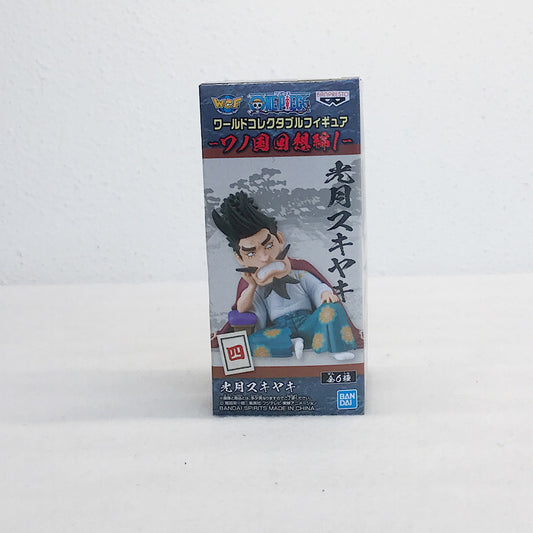 WCF ONE PIECE BANPRESTO
ワールドコレクタブルフィギュア
-ワノ国回想編1-
光月スキヤキ
四
全6種
光月スキヤキ
BANDAI SPIRITS MADE IN CHINA
BAN
DAI